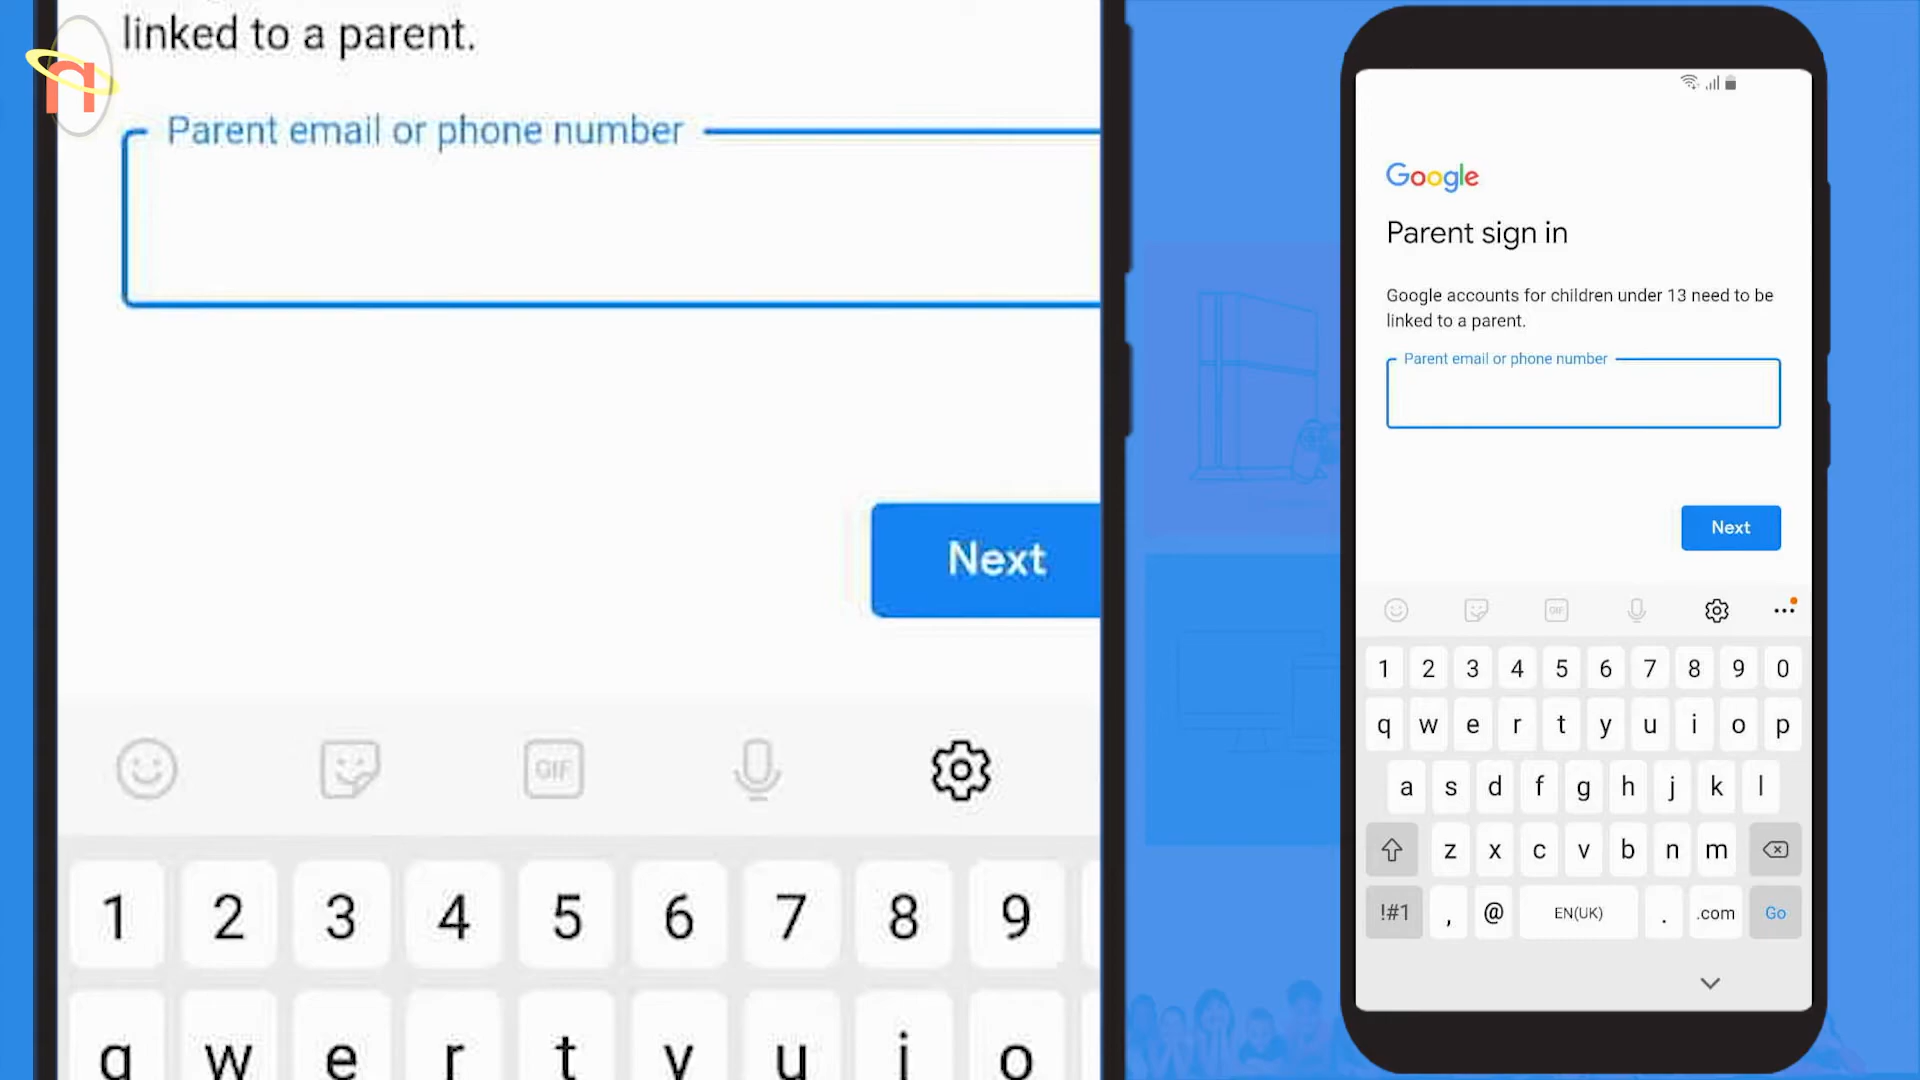 linked to a parent.
Parent email or phone number
Next
GIF
1 2 3 4 5 6 7 8 9
q w e r t y u i o
Google
Parent sign in
Google accounts for children under 13 need to be
linked to a parent.
Parent email or phone number
Next
GIF
1 2 3 4 5 6 7 8 9 0
q w e r t y u i o p
a s d f g h j k l
z x c v b n m
!#1 , @ EN(UK) . .com Go
n